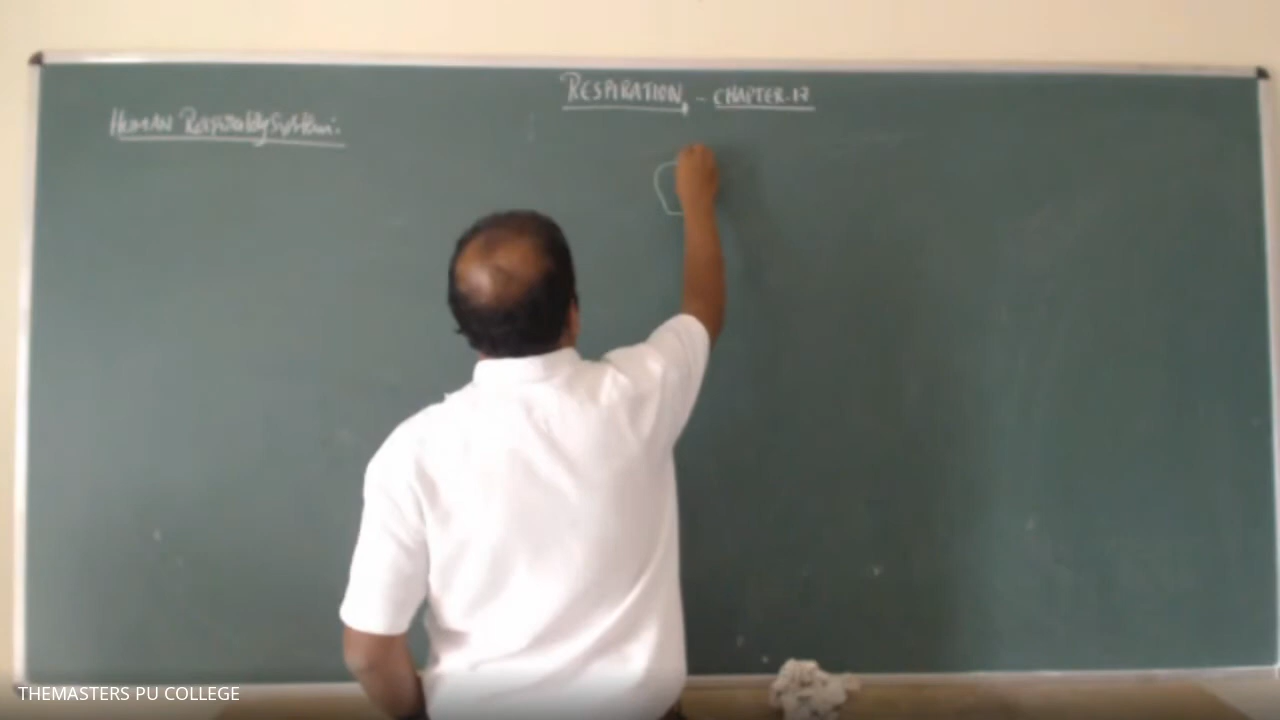 RESPIRATION, - CHAPTER.17
HUMAN Respiratory System:
THEMASTERS PU COLLEGE